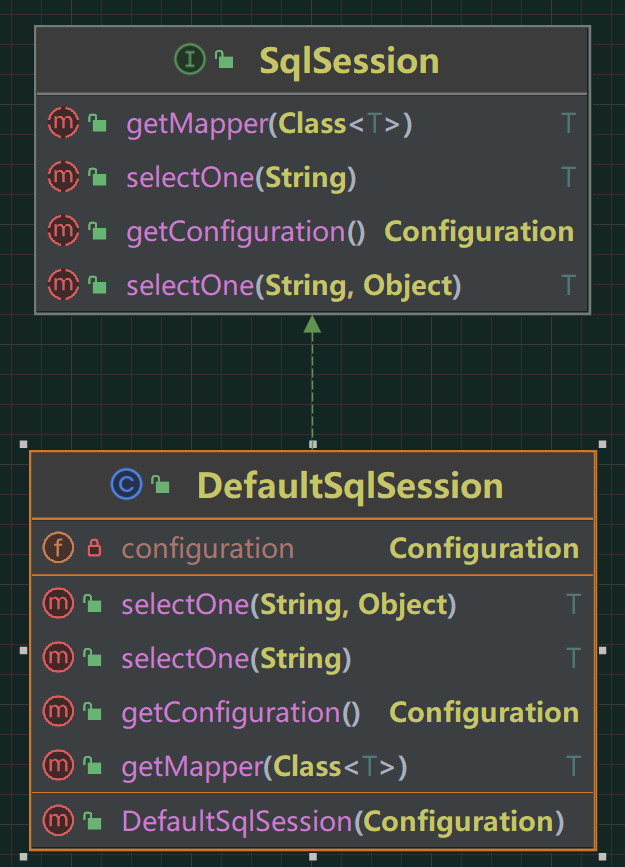 I SqlSession
m getMapper(Class<T>) T
m selectOne(String) T
m getConfiguration() Configuration
m selectOne(String, Object) T
C DefaultSqlSession
f configuration Configuration
m selectOne(String, Object) T
m selectOne(String) T
m getConfiguration() Configuration
m getMapper(Class<T>) T
m DefaultSqlSession(Configuration)